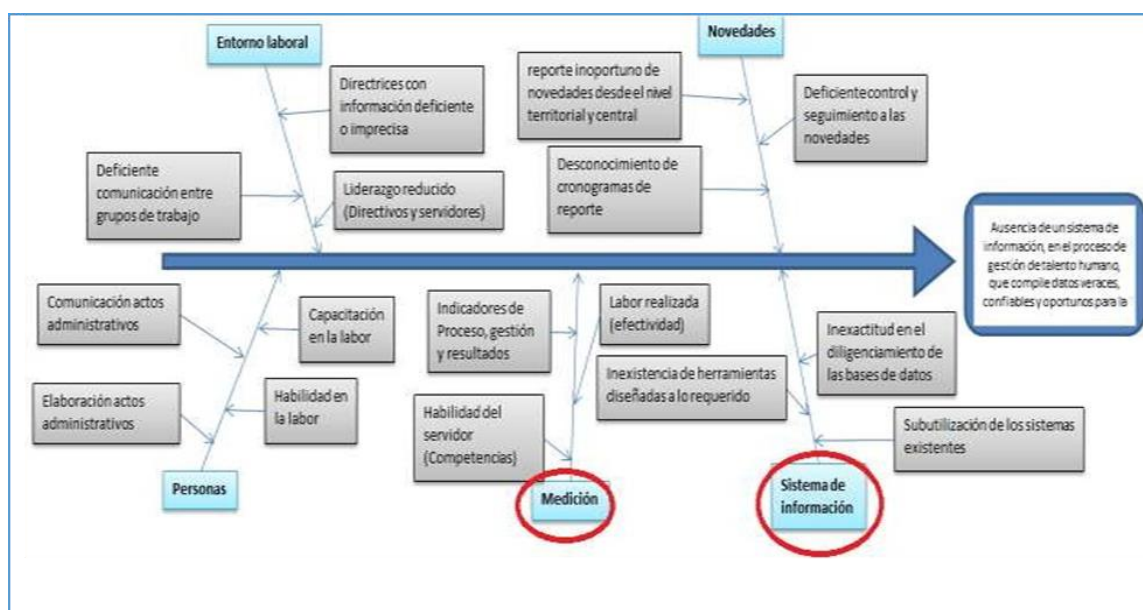 Entorno laboral
Novedades
Directrices con
información deficiente
o imprecisa
reporte inoportuno de
novedades desde el nivel
territorial y central
Deficiente control y
seguimiento a las
novedades
Deficiente
comunicación entre
grupos de trabajo
Liderazgo reducido
(Directivos y servidores)
Desconocimiento de
cronogramas de
reporte
Ausencia de un sistema de
información, en el proceso de
gestión de talento humano,
que compile datos veraces,
confiables y oportunos para la
Comunicación actos
administrativos
Capacitación
en la labor
Indicadores de
Proceso, gestión
y resultados
Labor realizada
(efectividad)
Inexactitud en el
diligenciamiento de
las bases de datos
Elaboración actos
administrativos
Habilidad en
la labor
Habilidad del
servidor
(Competencias)
Inexistencia de herramientas
diseñadas a lo requerido
Subutilización de los sistemas
existentes
Personas
Medición
Sistema de
información